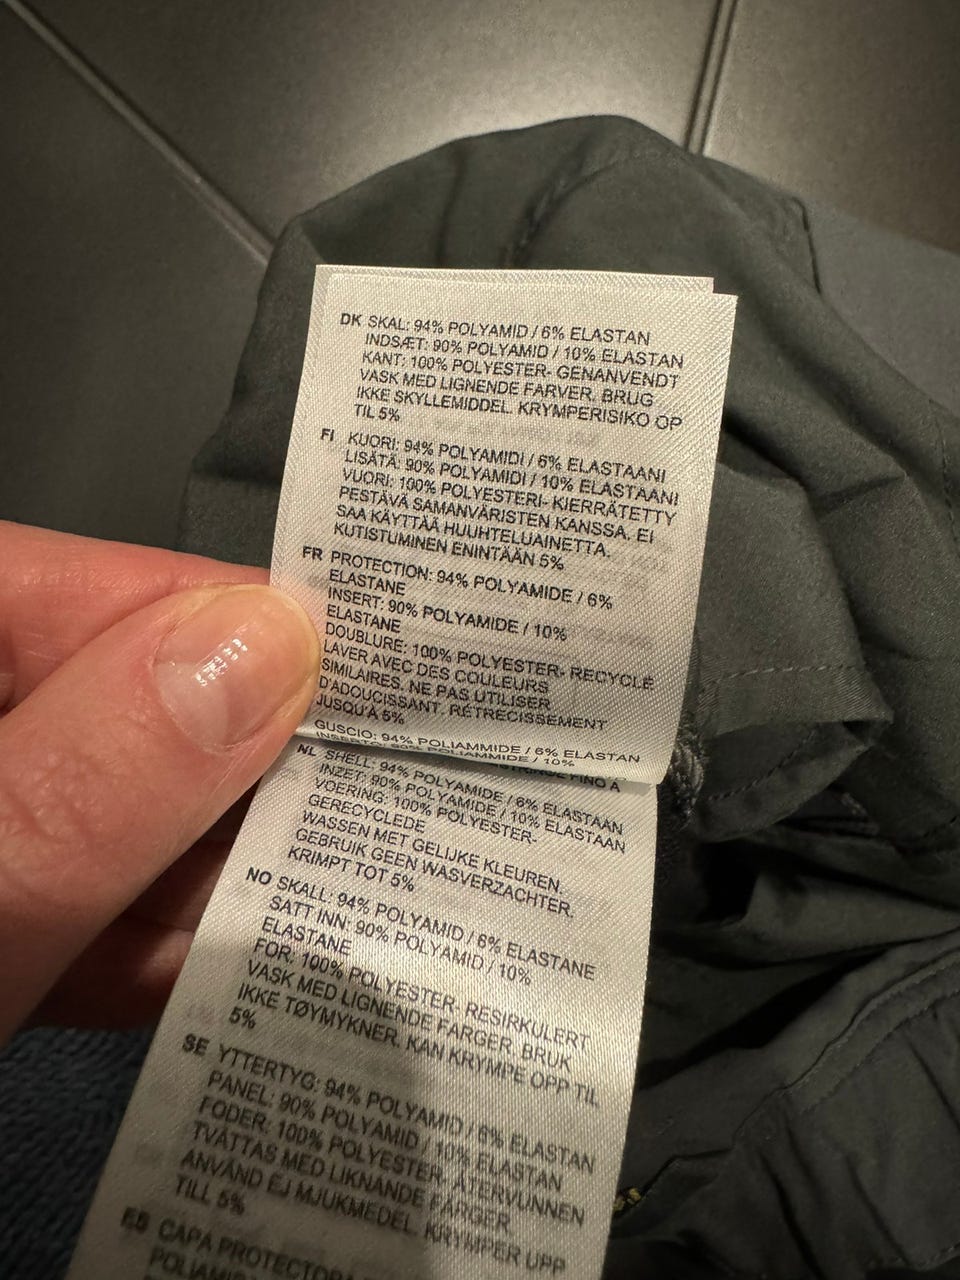 DK SKAL: 94% POLYAMID / 6% ELASTAN
INDSÆT: 90% POLYAMID / 10% ELASTAN
KANT: 100% POLYESTER- GENANVENDT
VASK MED LIGNENDE FARVER. BRUG
IKKE SKYLLEMIDDEL. KRYMPERISIKO OP
TIL 5%
FI KUORI: 94% POLYAMIDI / 6% ELASTAANI
LISÄTÄ: 90% POLYAMIDI / 10% ELASTAANI
VUORI: 100% POLYESTERI- KIERRÄTETTY
PESTÄVÄ SAMANVÄRISTEN KANSSA. EI
SAA KÄYTTÄÄ HUUHTELUAINETTA.
KUTISTUMINEN ENINTÄÄN 5%
FR PROTECTION: 94% POLYAMIDE / 6%
ELASTANE
INSERT: 90% POLYAMIDE / 10%
ELASTANE
DOUBLURE: 100% POLYESTER- RECYCLÉ
LAVER AVEC DES COULEURS
SIMILAIRES. NE PAS UTILISER
D'ADOUCISSANT. RÉTRECISSEMENT
JUSQU'À 5%
GUSCIO: 94% POLIAMMIDE / 6% ELASTAN
INSERTO: 90% POLIAMMIDE / 10%
NL SHELL: 94% POLYAMIDE / 6% ELASTAAN
INZET: 90% POLYAMIDE / 10% ELASTAAN
VOERING: 100% POLYESTER-
GERECYCLEDE
WASSEN MET GELIJKE KLEUREN.
GEBRUIK GEEN WASVERZACHTER.
KRIMPT TOT 5%
NO SKALL: 94% POLYAMID / 6% ELASTANE
SATT INN: 90% POLYAMID / 10%
ELASTANE
FOR: 100% POLYESTER- RESIRKULERT
VASK MED LIGNENDE FARGER. BRUK
IKKE TØYMYKNER. KAN KRYMPE OPP TIL
5%
SE YTTERTYG: 94% POLYAMID / 6% ELASTAN
PANEL: 90% POLYAMID / 10% ELASTAN
FODER: 100% POLYESTER- ÅTERVUNNEN
TVÄTTAS MED LIKNANDE FÄRGER.
ANVÄND EJ MJUKMEDEL. KRYMPER UPP
TILL 5%
CAPA PROTECTORA